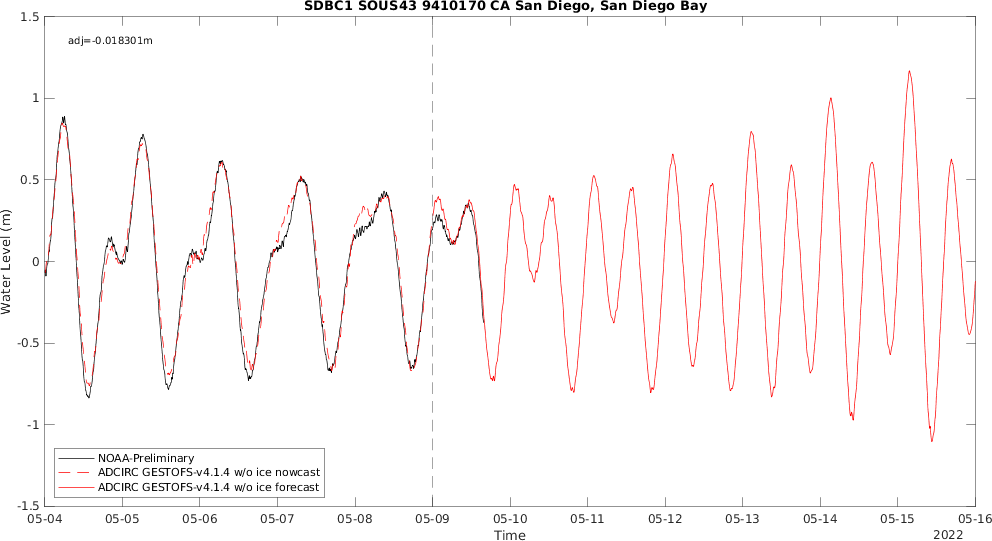 SDBC1 SOUS43 9410170 CA San Diego, San Diego Bay
adj=-0.018301m
1.5
1
0.5
0
-0.5
-1
-1.5
Water Level (m)
NOAA-Preliminary
ADCIRC GESTOFS-v4.1.4 w/o ice nowcast
ADCIRC GESTOFS-v4.1.4 w/o ice forecast
05-04 05-05 05-06 05-07 05-08 05-09 05-10 05-11 05-12 05-13 05-14 05-15 05-16
Time
2022